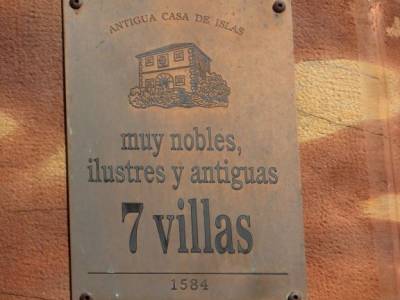 ANTIGUA CASA DE ISLAS
muy nobles,
ilustres y antiguas
7 villas
1584